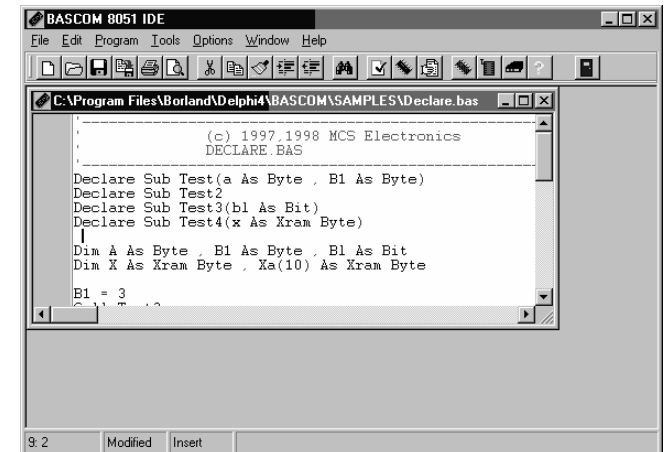 BASCOM 8051 IDE
File Edit Program Tools Options Window Help
C:\Program Files\Borland\Delphi4\BASCOM\SAMPLES\Declare.bas
'-----------------------------------------------------------
' (c) 1997,1998 MCS Electronics
' DECLARE.BAS
'-----------------------------------------------------------
Declare Sub Test(a As Byte , B1 As Byte)
Declare Sub Test2
Declare Sub Test3(bl As Bit)
Declare Sub Test4(x As Xram Byte)
Dim A As Byte , B1 As Byte , Bl As Bit
Dim X As Xram Byte , Xa(10) As Xram Byte
B1 = 3
9: 2 Modified Insert